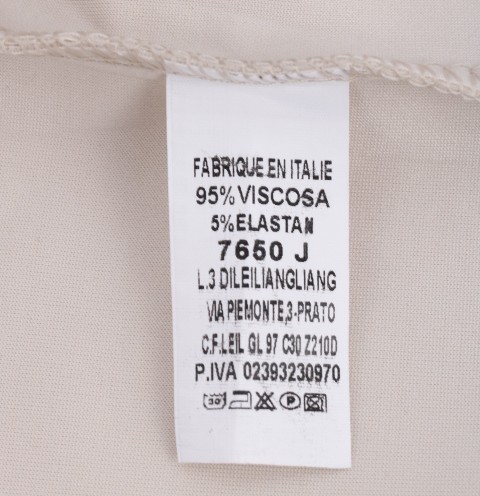 FABRIQUE EN ITALIE
95% VISCOSA
5% ELASTAN
7650 J
L.3 DILEILIANGLIANG
VIA PIEMONTE,3-PRATO
C.F.LEIL GL 97 C30 Z210D
P.IVA 02393230970
30 P